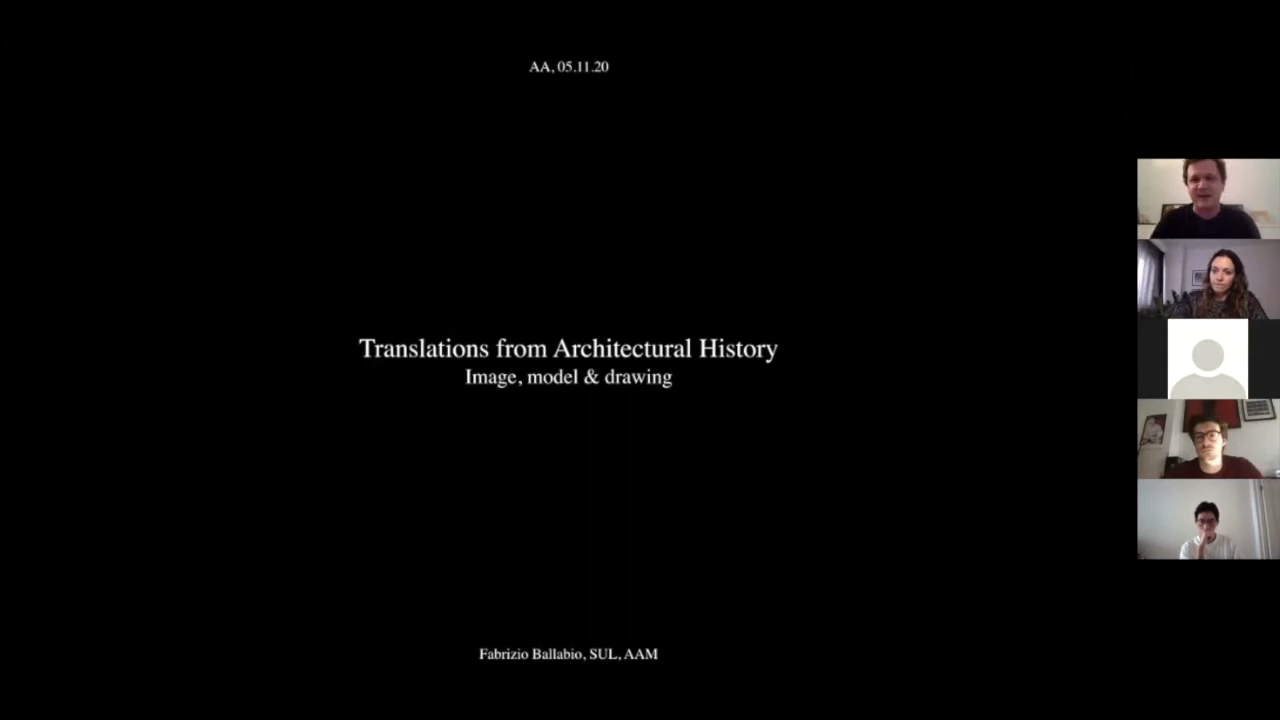 AA, 05.11.20
Translations from Architectural History
Image, model & drawing
Fabrizio Ballabio, SUL, AAM